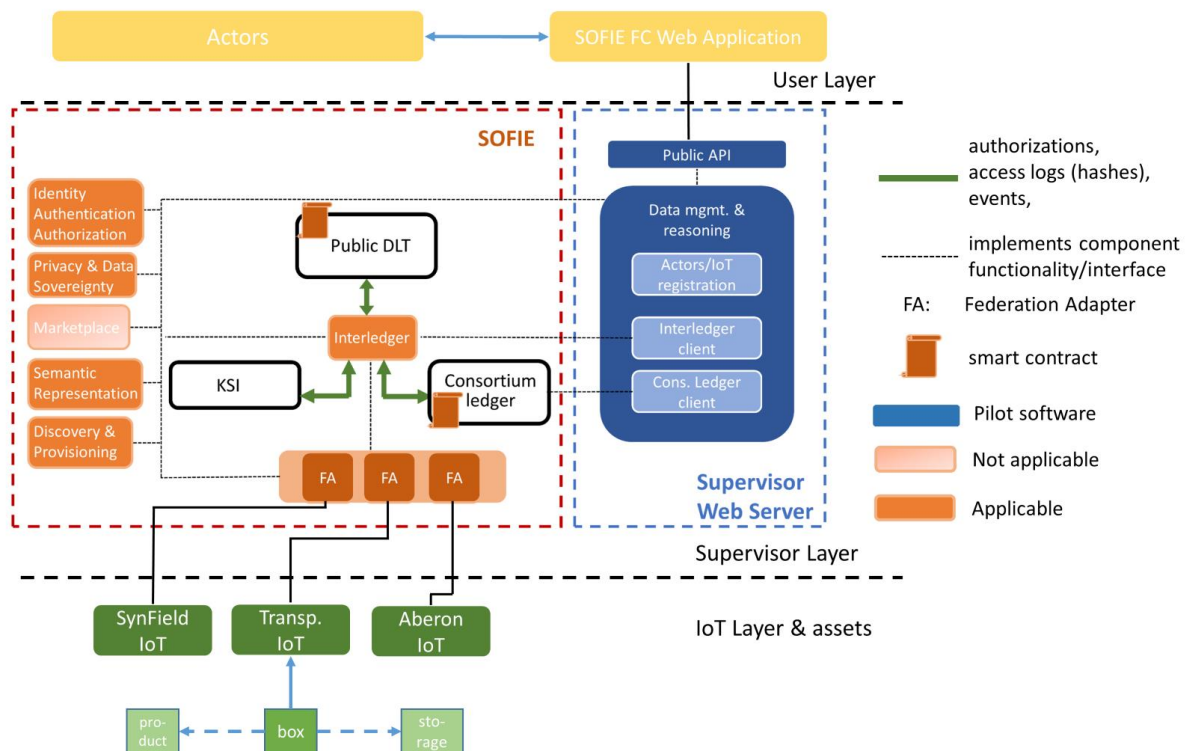 Actors
SOFIE FC Web Application
User Layer
SOFIE
Identity
Authentication
Authorization
Privacy & Data
Sovereignty
Marketplace
Semantic
Representation
Discovery &
Provisioning
Public DLT
Interledger
KSI
Consortium
ledger
FA
FA
FA
Public API
Data mgmt. &
reasoning
Actors/IoT
registration
Interledger
client
Cons. Ledger
client
Supervisor
Web Server
authorizations,
access logs (hashes),
events,
implements component
functionality/interface
FA: Federation Adapter
smart contract
Pilot software
Not applicable
Applicable
Supervisor Layer
SynField
IoT
Transp.
IoT
Aberon
IoT
IoT Layer & assets
pro-
duct
box
sto-
rage